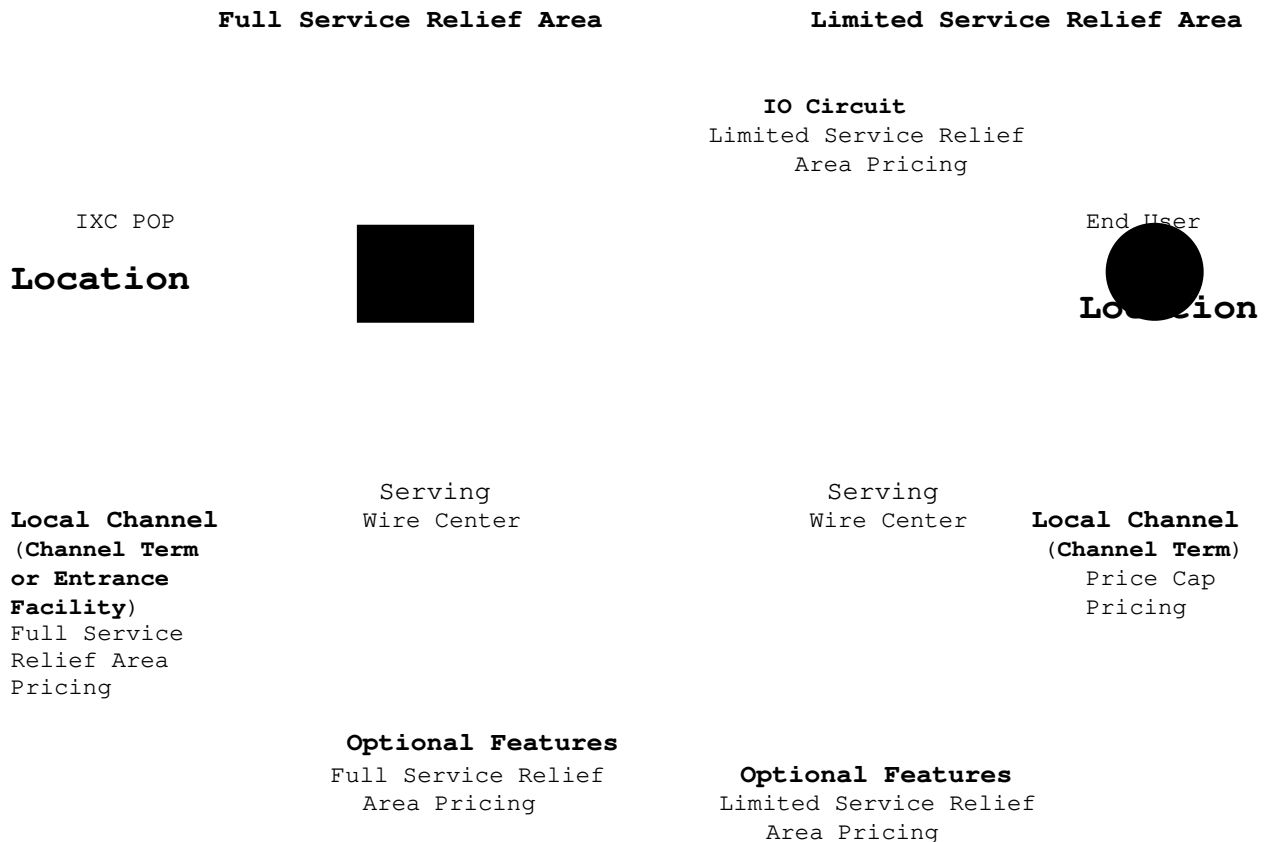 Full Service Relief Area
Limited Service Relief Area
IO Circuit
Limited Service Relief
Area Pricing
IXC POP
Location
End User
Location
Serving
Wire Center
Serving
Wire Center
Local Channel
(Channel Term
or Entrance
Facility)
Full Service
Relief Area
Pricing
Local Channel
(Channel Term)
Price Cap
Pricing
Optional Features
Full Service Relief
Area Pricing
Optional Features
Limited Service Relief
Area Pricing